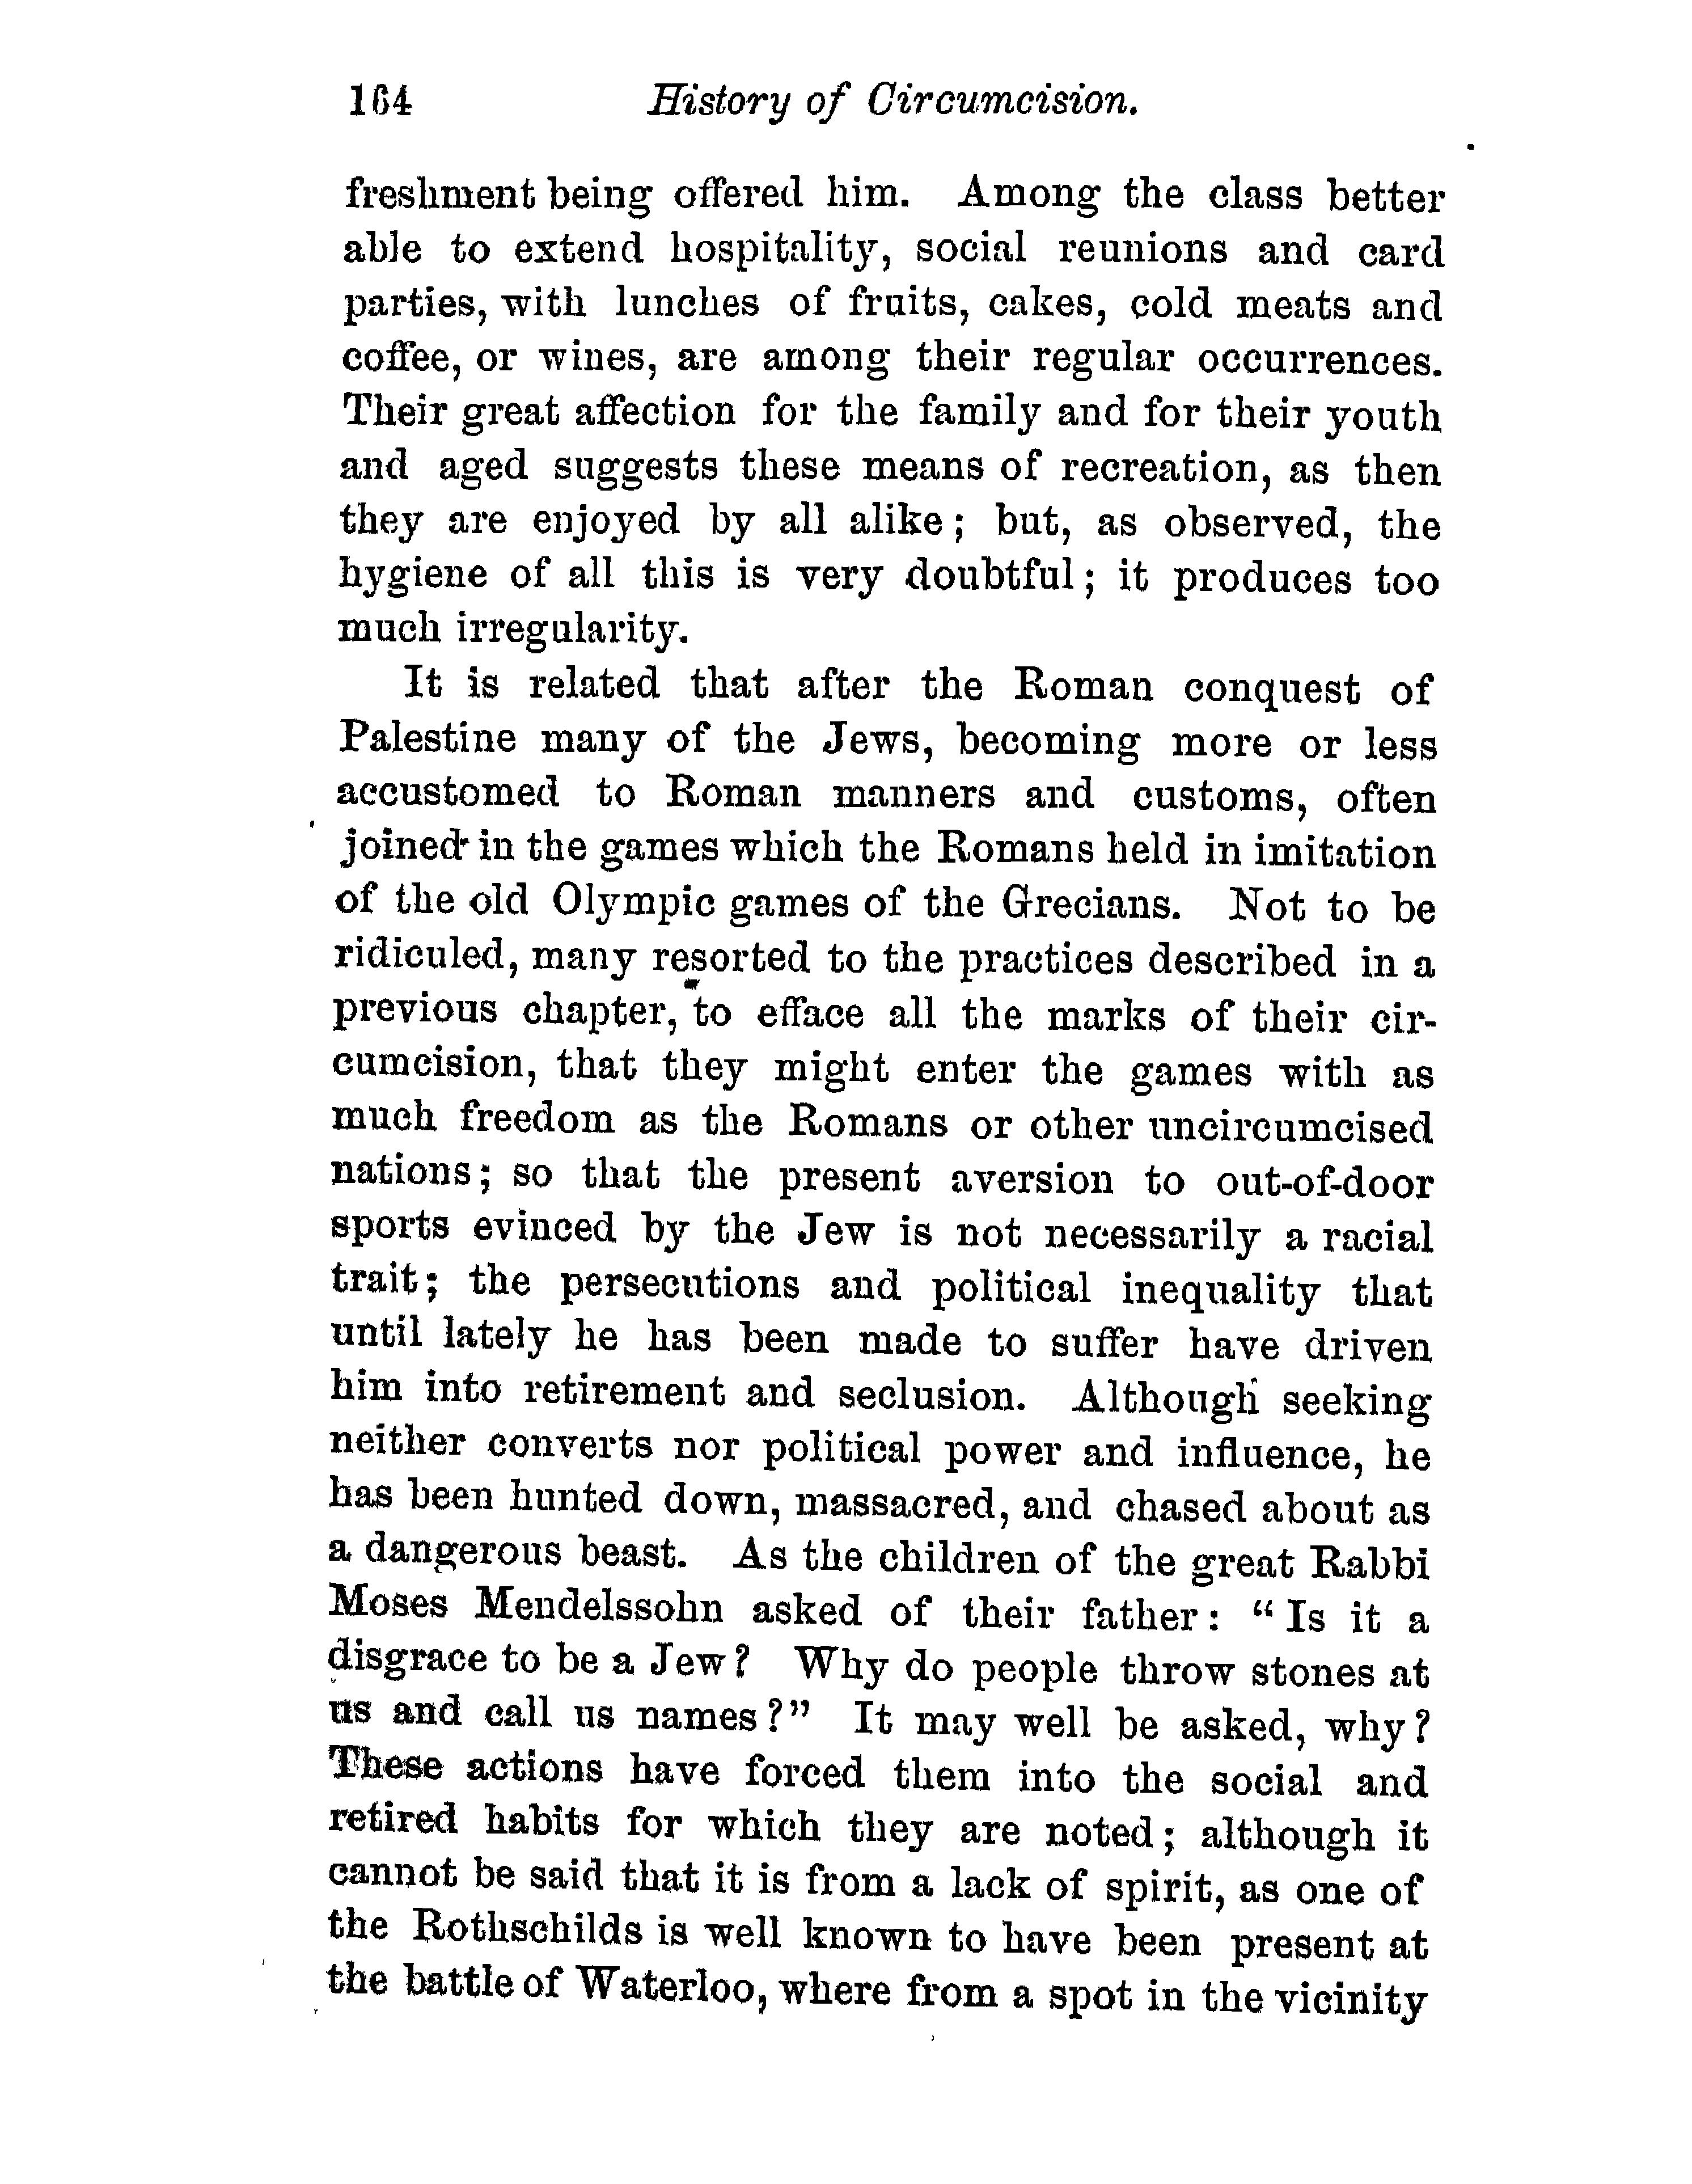 164 History of Circumcision.
freshment being offered him. Among the class better
able to extend hospitality, social reunions and card
parties, with lunches of fruits, cakes, cold meats and
coffee, or wines, are among their regular occurrences.
Their great affection for the family and for their youth
and aged suggests these means of recreation, as then
they are enjoyed by all alike; but, as observed, the
hygiene of all this is very doubtful; it produces too
much irregularity.
It is related that after the Roman conquest of
Palestine many of the Jews, becoming more or less
accustomed to Roman manners and customs, often
joined in the games which the Romans held in imitation
of the old Olympic games of the Grecians. Not to be
ridiculed, many resorted to the practices described in a
previous chapter, to efface all the marks of their cir-
cumcision, that they might enter the games with as
much freedom as the Romans or other uncircumcised
nations; so that the present aversion to out-of-door
sports evinced by the Jew is not necessarily a racial
trait; the persecutions and political inequality that
until lately he has been made to suffer have driven
him into retirement and seclusion. Although seeking
neither converts nor political power and influence, he
has been hunted down, massacred, and chased about as
a dangerous beast. As the children of the great Rabbi
Moses Mendelssohn asked of their father: "Is it a
disgrace to be a Jew? Why do people throw stones at
us and call us names?" It may well be asked, why?
These actions have forced them into the social and
retired habits for which they are noted; although it
cannot be said that it is from a lack of spirit, as one of
the Rothschilds is well known to have been present at
the battle of Waterloo, where from a spot in the vicinity